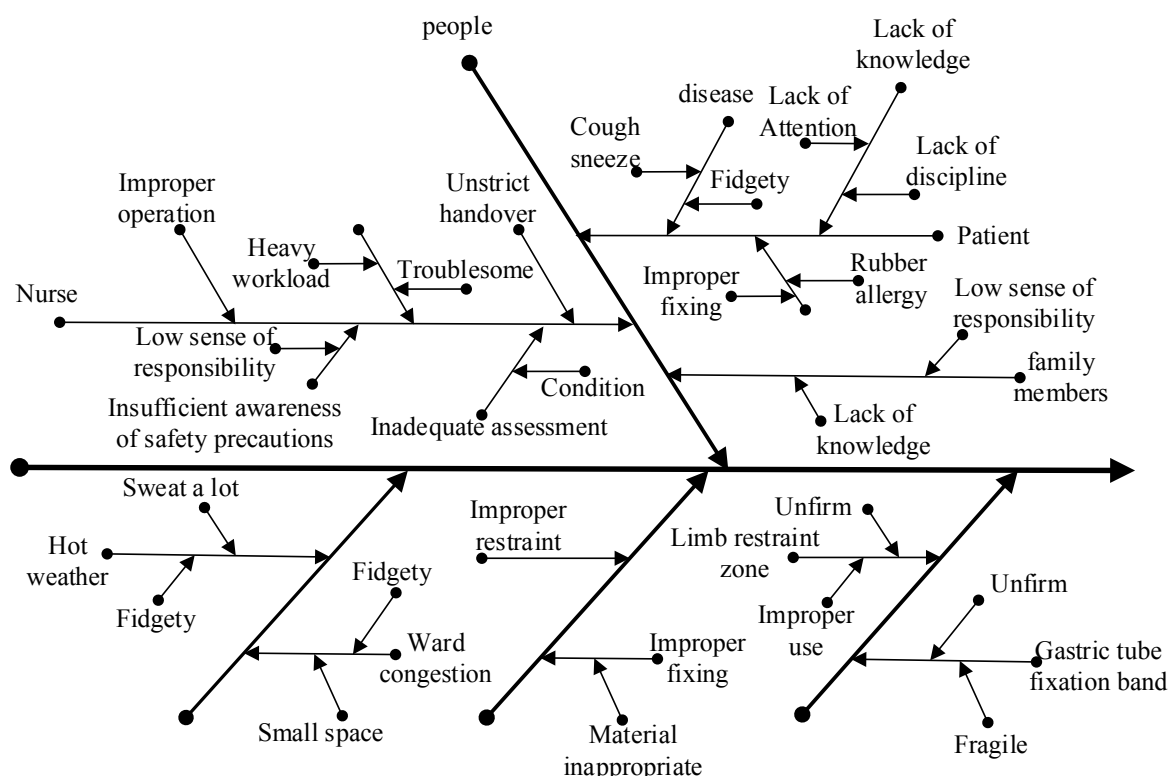 people
Lack of
knowledge
disease
Lack of
Attention
Cough
sneeze
Lack of
discipline
Fidgety
Improper
operation
Unstrict
handover
Heavy
workload
Troublesome
Patient
Improper
fixing
Rubber
allergy
Nurse
Low sense of
responsibility
Low sense of
responsibility
family
members
Condition
Insufficient awareness
of safety precautions
Inadequate assessment
Lack of
knowledge
Sweat a lot
Hot
weather
Fidgety
Fidgety
Ward
congestion
Small space
Improper
restraint
Improper
fixing
Material
inappropriate
Unfirm
Limb restraint
zone
Improper
use
Unfirm
Gastric tube
fixation band
Fragile